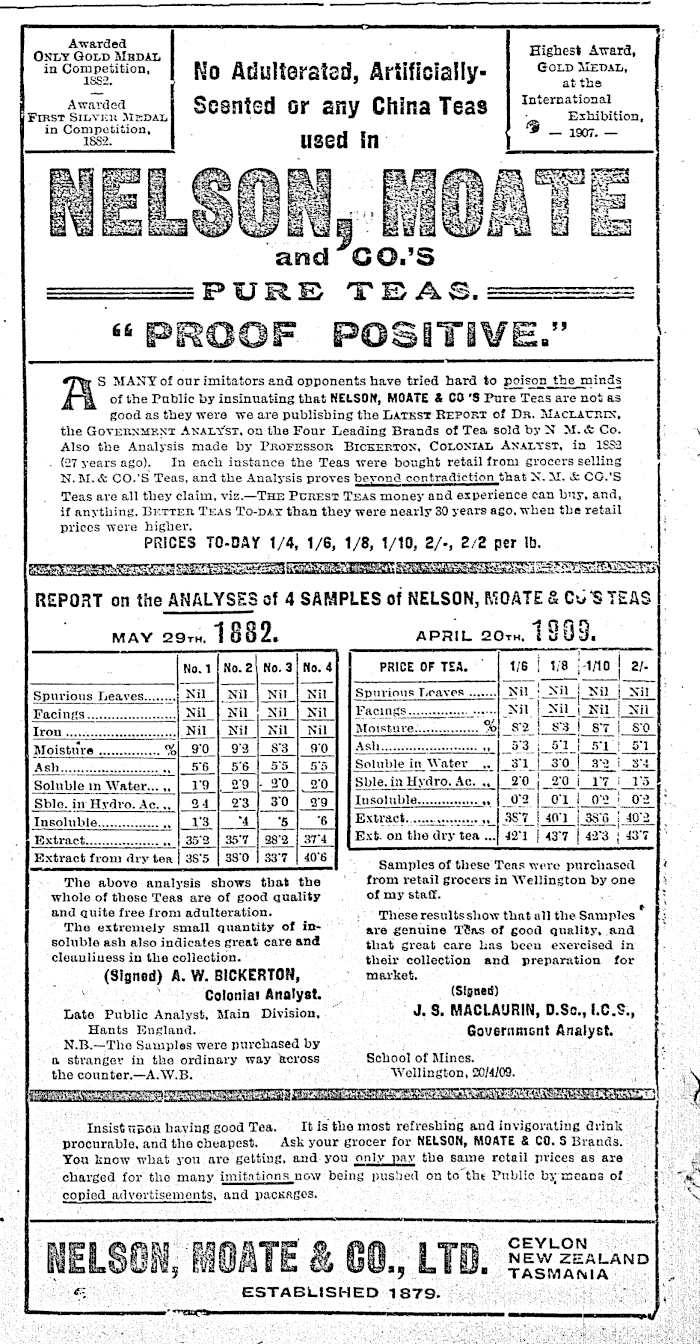 Awarded
ONLY GOLD MEDAL
in Competition,
1882.
Awarded
FIRST SILVER MEDAL
in Competition,
1882.
No Adulterated, Artificially-
Scented or any China Teas
used in
Highest Award,
GOLD MEDAL,
at the
International
Exhibition,
— 1907. —
NELSON, MOATE
and CO.'S
PURE TEAS.
"PROOF POSITIVE."
AS MANY of our imitators and opponents have tried hard to poison the minds
of the Public by insinuating that NELSON, MOATE & CO'S Pure Teas are not as
good as they were we are publishing the LATEST REPORT of DR. MACLAURIN,
the GOVERNMENT ANALYST, on the Four Leading Brands of Tea sold by N M. & Co.
Also the Analysis made by PROFESSOR BICKERTON, COLONIAL ANALYST, in 1882
(27 years ago). In each instance the Teas were bought retail from grocers selling
N. M. & CO.'S Teas, and the Analysis proves beyond contradiction that N. M. & CO.'S
Teas are all they claim, viz.—THE PUREST TEAS money and experience can buy, and,
if anything, BETTER TEAS TO-DAY than they were nearly 30 years ago, when the retail
prices were higher.
PRICES TO-DAY 1/4, 1/6, 1/8, 1/10, 2/-, 2/2 per lb.
REPORT on the ANALYSES of 4 SAMPLES of NELSON, MOATE & CO'S TEAS
MAY 29TH. 1882.
No. 1 No. 2 No. 3 No. 4
Spurious Leaves........ Nil Nil Nil Nil
Facings..................... Nil Nil Nil Nil
Iron ......................... Nil Nil Nil Nil
Moisture .............. % 9'0 9'2 8'3 9'0
Ash....................... ,, 5'6 5'6 5'5 5'5
Soluble in Water... ,, 1'9 2'9 2'0 2'0
Sble. in Hydro. Ac. ,, 2 4 2'3 3'0 2'9
Insoluble............... ,, 1'3 '4 '5 '6
Extract.................. ,, 35'2 35'7 28'2 37'4
Extract from dry tea 38'5 38'0 33'7 40'6
The above analysis shows that the
whole of these Teas are of good quality
and quite free from adulteration.
The extremely small quantity of in-
soluble ash also indicates great care and
cleanliness in the collection.
(Signed) A. W. BICKERTON,
Colonial Analyst.
Late Public Analyst, Main Division,
Hants England.
N.B.—The Samples were purchased by
a stranger in the ordinary way across
the counter.—A.W.B.
APRIL 20TH. 1909.
PRICE OF TEA. 1/6 1/8 1/10 2/-
Spurious Leaves ....... Nil Nil Nil Nil
Facings..................... Nil Nil Nil Nil
Moisture................ % 8'2 8'3 8'7 8'0
Ash........................ ,, 5'3 5'1 5'1 5'1
Soluble in Water ,, 3'1 3'0 3'2 3'4
Sble. in Hydro. Ac. ,, 2'0 2'0 1'7 1'5
Insoluble................ ,, 0'2 0'1 0'2 0'2
Extract................... ,, 38'7 40'1 38'6 40'2
Ext. on the dry tea ... 42'1 43'7 42'3 43'7
Samples of these Teas were purchased
from retail grocers in Wellington by one
of my staff.
These results show that all the Samples
are genuine Teas of good quality, and
that great care has been exercised in
their collection and preparation for
market.
(Signed)
J. S. MACLAURIN, D.Sc., I.C.S.,
Government Analyst.
School of Mines.
Wellington, 20/4/09.
Insist upon having good Tea. It is the most refreshing and invigorating drink
procurable, and the cheapest. Ask your grocer for NELSON, MOATE & CO. S Brands.
You know what you are getting, and you only pay the same retail prices as are
charged for the many imitations now being pushed on to the Public by means of
copied advertisements, and packages.
NELSON, MOATE & CO., LTD.
CEYLON
NEW ZEALAND
TASMANIA
ESTABLISHED 1879.